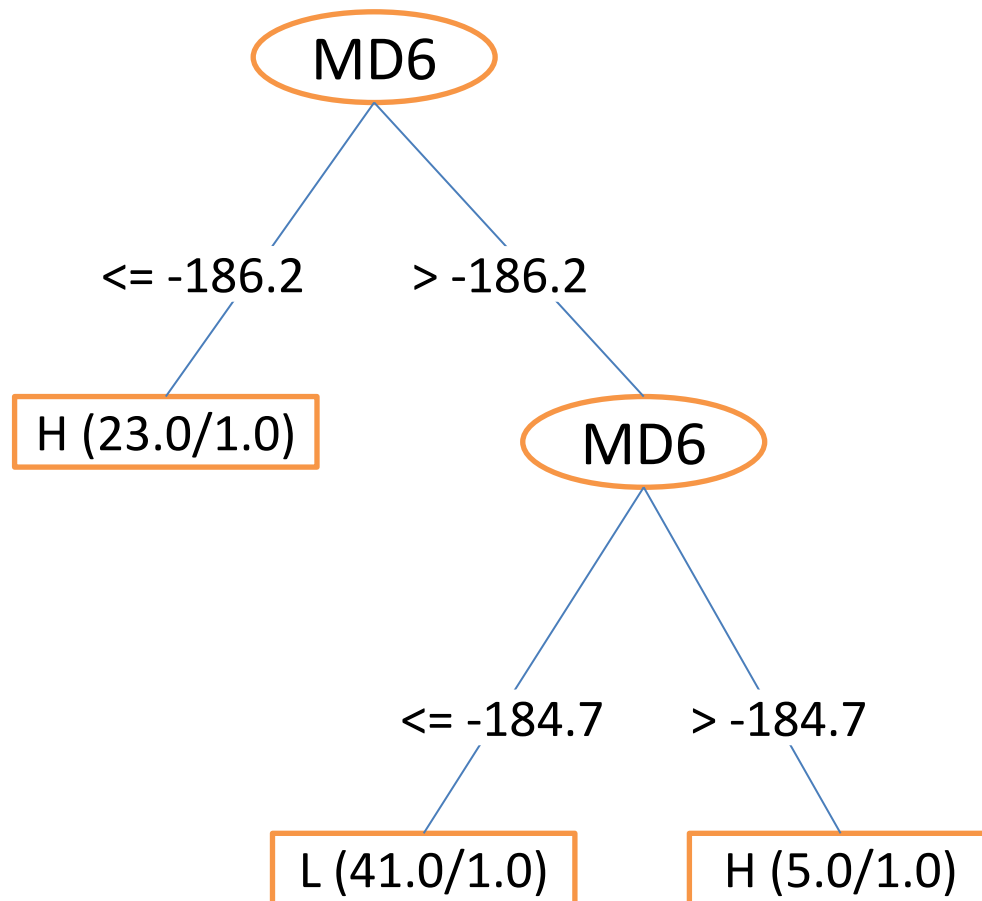 MD6
<= -186.2
> -186.2
H (23.0/1.0)
MD6
<= -184.7
> -184.7
L (41.0/1.0)
H (5.0/1.0)